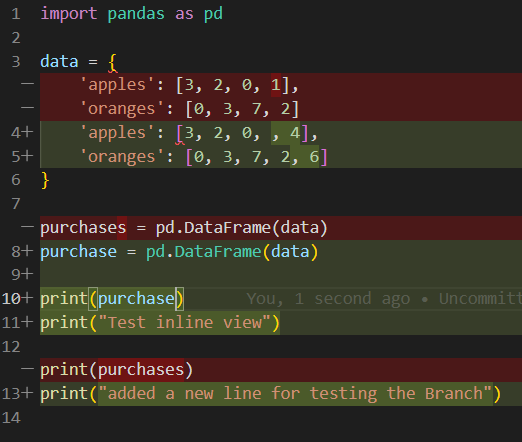 1 import pandas as pd
2
3 data = {
— 'apples': [3, 2, 0, 1],
— 'oranges': [0, 3, 7, 2]
4+ 'apples': [3, 2, 0, , 4],
5+ 'oranges': [0, 3, 7, 2, 6]
6 }
7
— purchases = pd.DataFrame(data)
8+ purchase = pd.DataFrame(data)
9+
10+ print(purchase) You, 1 second ago • Uncommitt
11+ print("Test inline view")
12
— print(purchases)
13+ print("added a new line for testing the Branch")
14